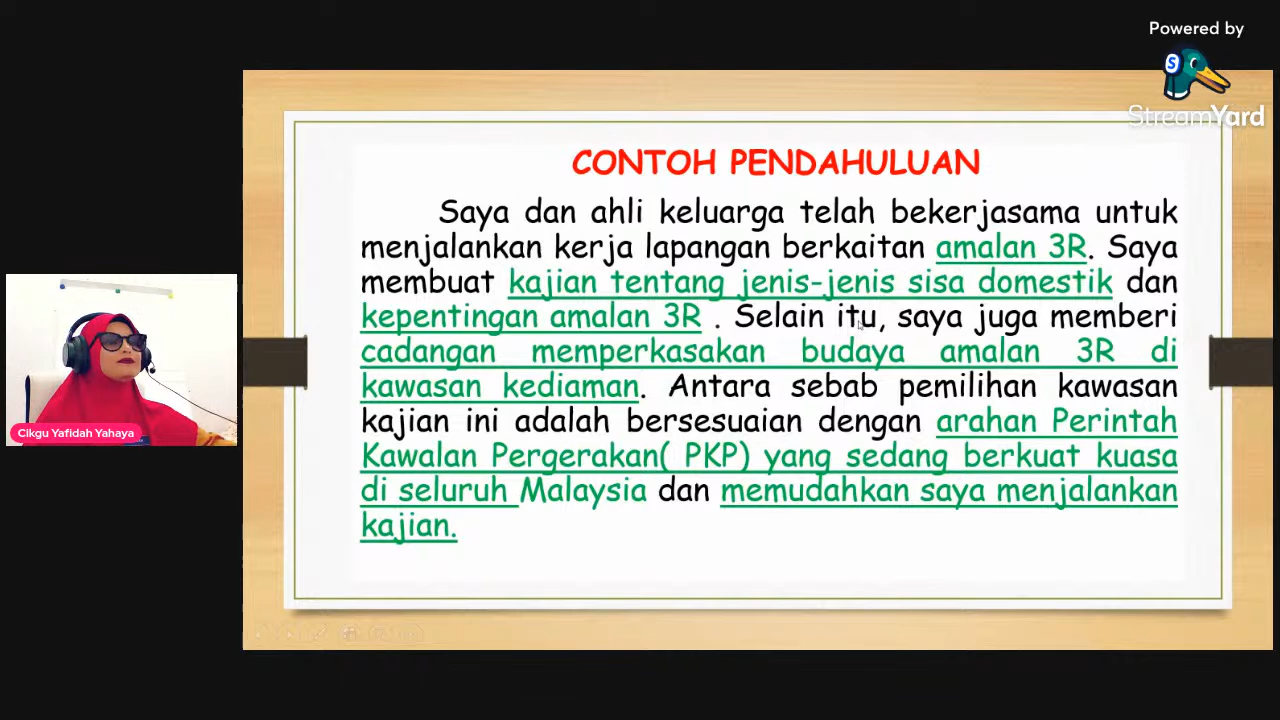 Powered by
StreamYard
CONTOH PENDAHULUAN
Saya dan ahli keluarga telah bekerjasama untuk
menjalankan kerja lapangan berkaitan amalan 3R. Saya
membuat kajian tentang jenis-jenis sisa domestik dan
kepentingan amalan 3R . Selain itu, saya juga memberi
cadangan memperkasakan budaya amalan 3R di
kawasan kediaman. Antara sebab pemilihan kawasan
kajian ini adalah bersesuaian dengan arahan Perintah
Kawalan Pergerakan( PKP) yang sedang berkuat kuasa
di seluruh Malaysia dan memudahkan saya menjalankan
kajian.
Cikgu Yafidah Yahaya